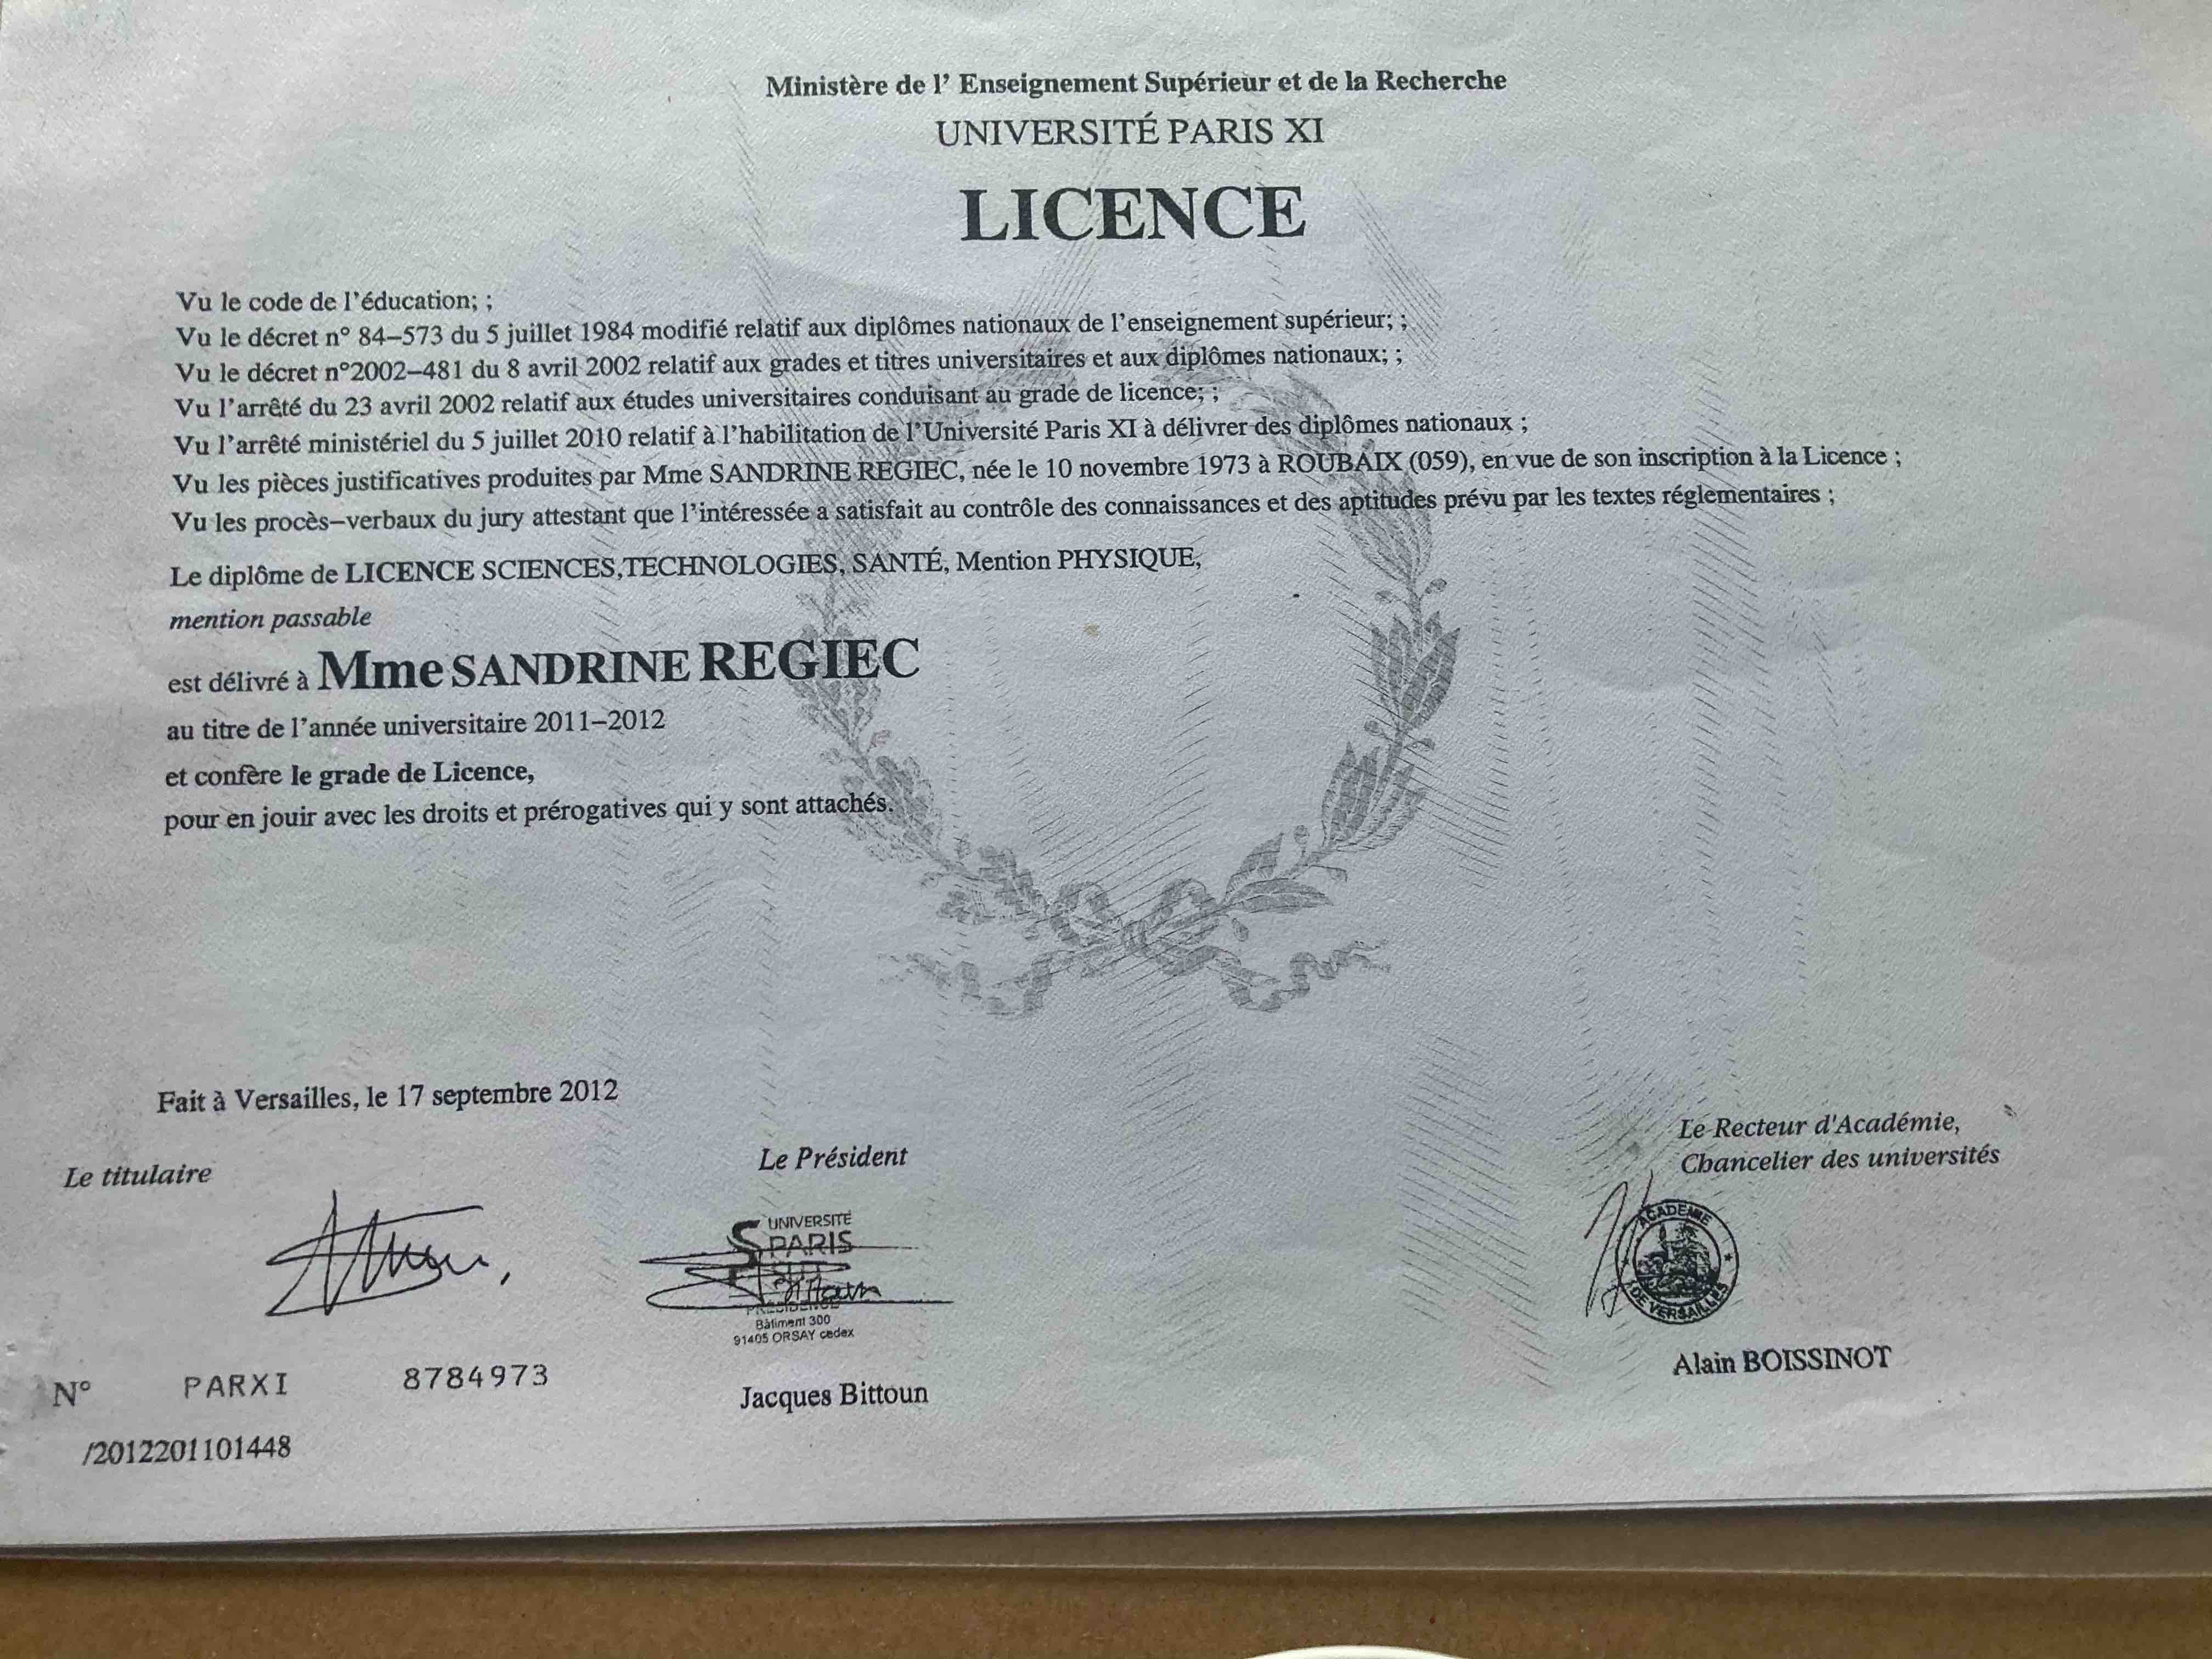 Ministère de l' Enseignement Supérieur et de la Recherche
UNIVERSITÉ PARIS XI
LICENCE
Vu le code de l'éducation; ;
Vu le décret n° 84–573 du 5 juillet 1984 modifié relatif aux diplômes nationaux de l'enseignement supérieur; ;
Vu le décret n°2002–481 du 8 avril 2002 relatif aux grades et titres universitaires et aux diplômes nationaux; ;
Vu l'arrêté du 23 avril 2002 relatif aux études universitaires conduisant au grade de licence; ;
Vu l'arrêté ministériel du 5 juillet 2010 relatif à l'habilitation de l'Université Paris XI à délivrer des diplômes nationaux ;
Vu les pièces justificatives produites par Mme SANDRINE REGIEC, née le 10 novembre 1973 à ROUBAIX (059), en vue de son inscription à la Licence ;
Vu les procès–verbaux du jury attestant que l'intéressée a satisfait au contrôle des connaissances et des aptitudes prévu par les textes réglementaires ;
Le diplôme de LICENCE SCIENCES,TECHNOLOGIES, SANTÉ, Mention PHYSIQUE,
mention passable
est délivré à Mme SANDRINE REGIEC
au titre de l'année universitaire 2011–2012
et confère le grade de Licence,
pour en jouir avec les droits et prérogatives qui y sont attachés.
Fait à Versailles, le 17 septembre 2012
Le titulaire
Le Président
UNIVERSITÉ
PARIS
SUD
PRÉSIDENCE
Bâtiment 300
91405 ORSAY cedex
Jacques Bittoun
Le Recteur d'Académie,
Chancelier des universités
ACADEMIE
DE VERSAILLES
Alain BOISSINOT
N° PARXI 8784973
/2012201101448